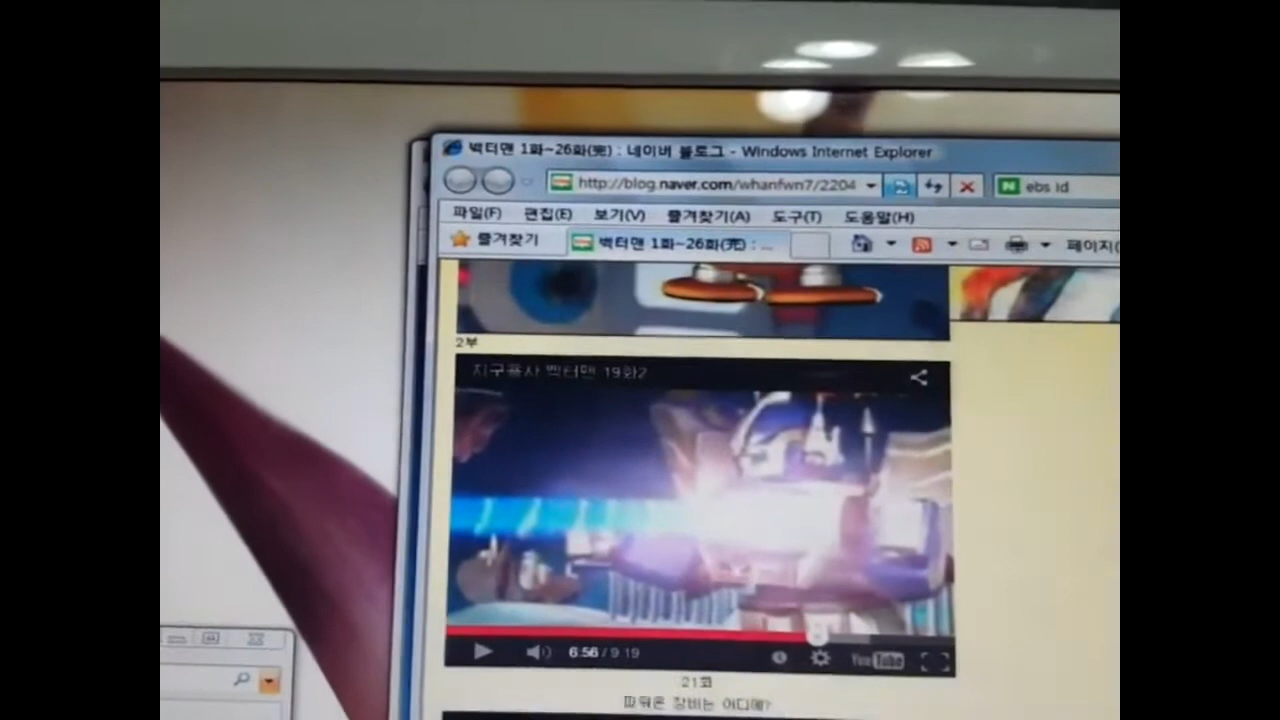 벡터맨 1화~26화(完) : 네이버 블로그 - Windows Internet Explorer
http://blog.naver.com/whanfwn7/2204
ebs id
파일(F) 편집(E) 보기(V) 즐겨찾기(A) 도구(T) 도움말(H)
즐겨찾기 벡터맨 1화~26화(完) : ... 페이지(
2부
지구용사 벡터맨 19화2
6:56 / 9:19
YouTube
21회
파워온 장비는 어디에?